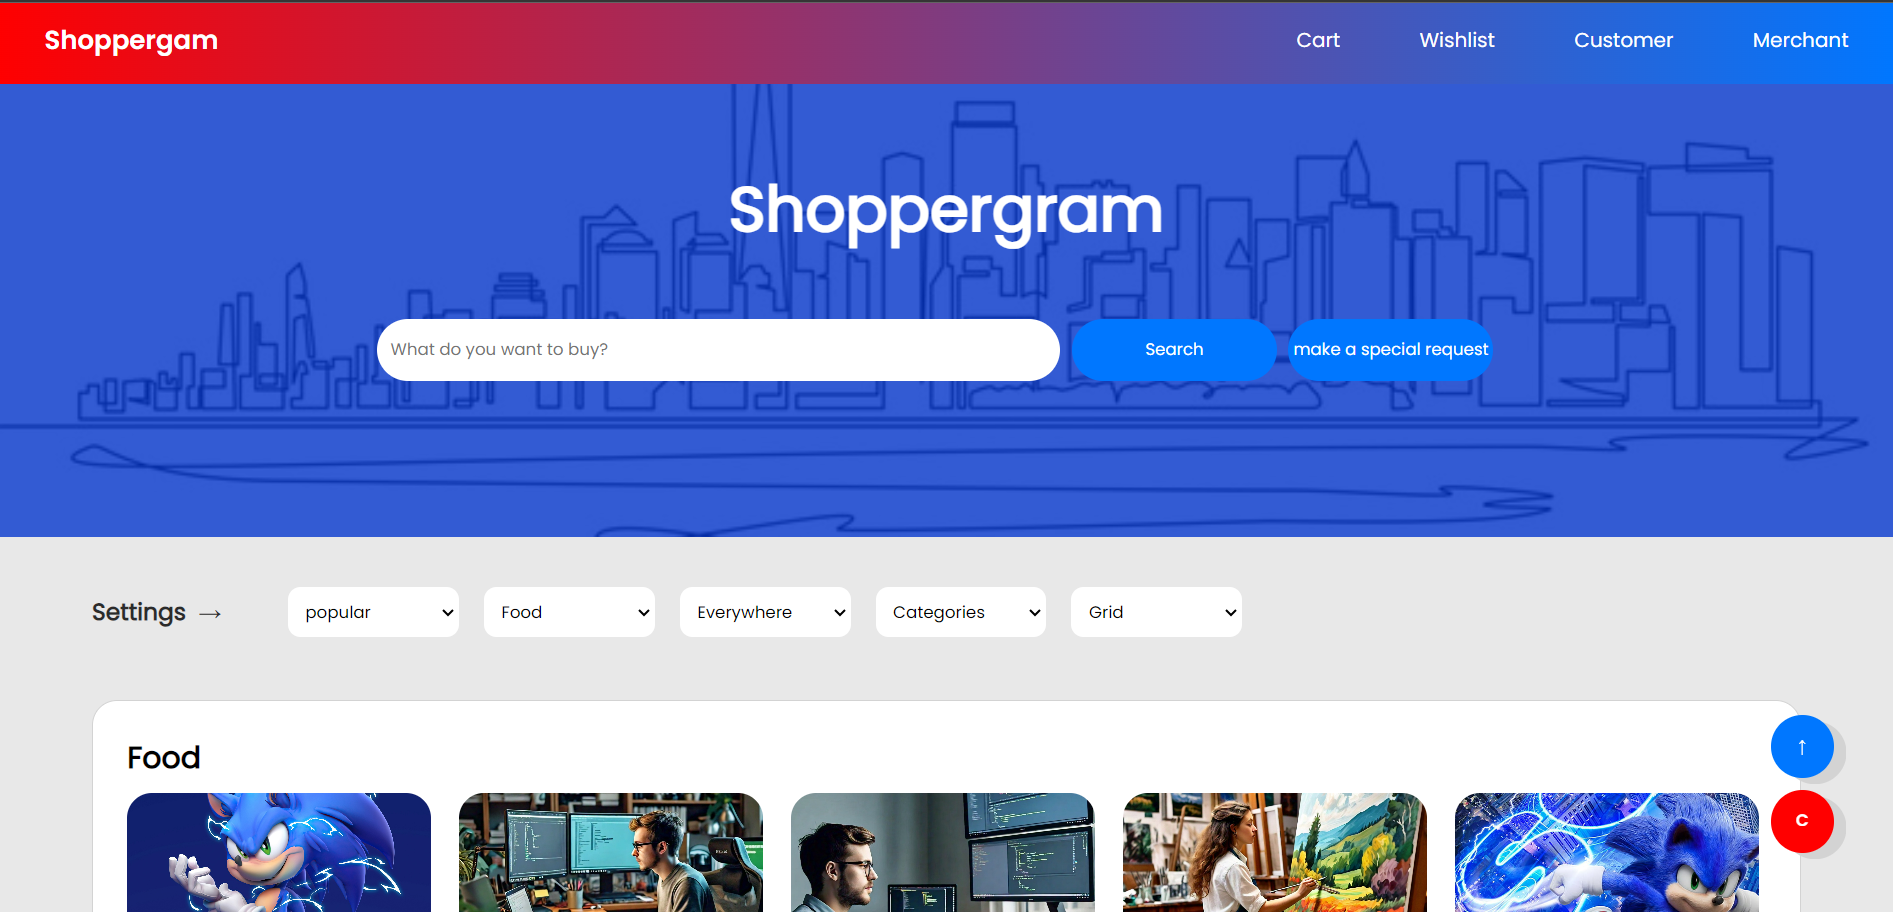 Shoppergam
Cart Wishlist Customer Merchant
Shoppergram
What do you want to buy? Search make a special request
Settings → popular Food Everywhere Categories Grid
Food
↑
C